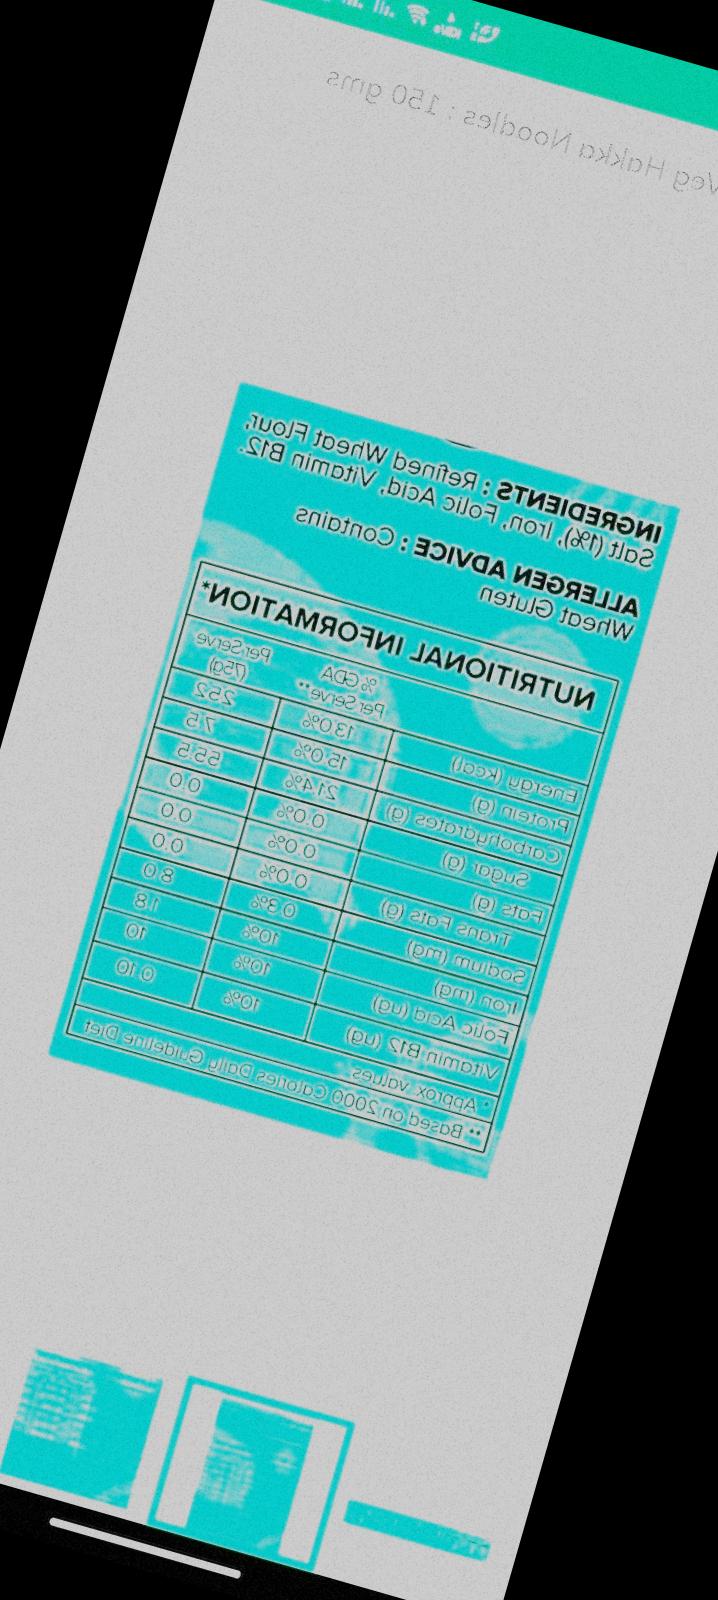 Veg Hakka Noodles : 150 gms
INGREDIENTS : Refined Wheat Flour,
Salt (1%), Iron, Folic Acid, Vitamin B12.
ALLERGEN ADVICE : Contains
Wheat Gluten
NUTRITIONAL INFORMATION*
% GDA Per Serve** Per Serve (75g)
Energy (kcal) 13.0% 252
Protein (g) 15.0% 7.5
Carbohydrates (g) 21.4% 55.5
Sugar (g) 0.0% 0.0
Fats (g) 0.0% 0.0
Trans Fats (g) 0.0% 0.0
Sodium (mg) 0.3% 8.0
Iron (mg) 10% 1.8
Folic Acid (ug) 10% 10
Vitamin B12 (ug) 10% 0.10
* Approx. values
** Based on 2000 Calories Daily Guideline Diet